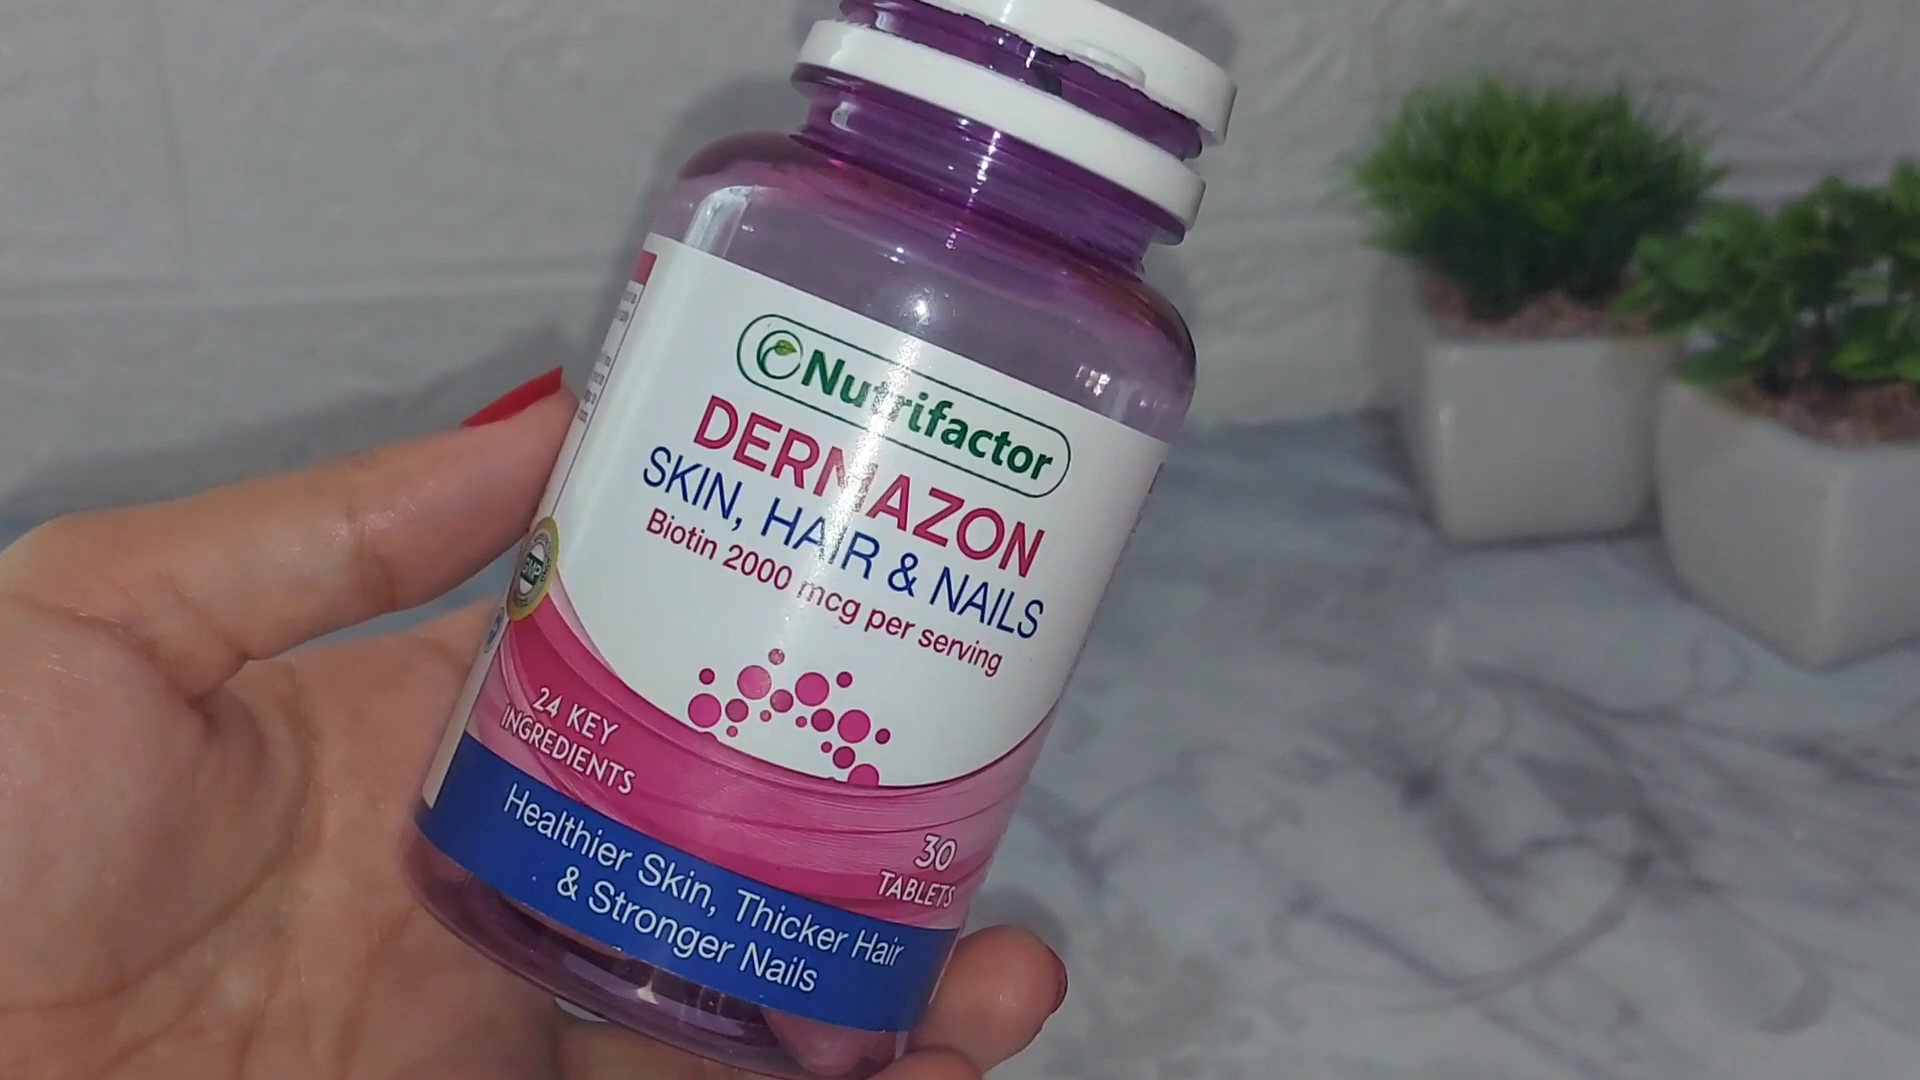 Nutrifactor
DERMAZON
SKIN, HAIR & NAILS
Biotin 2000 mcg per serving
24 KEY
INGREDIENTS
30
TABLETS
Healthier Skin, Thicker Hair
& Stronger Nails
GMP